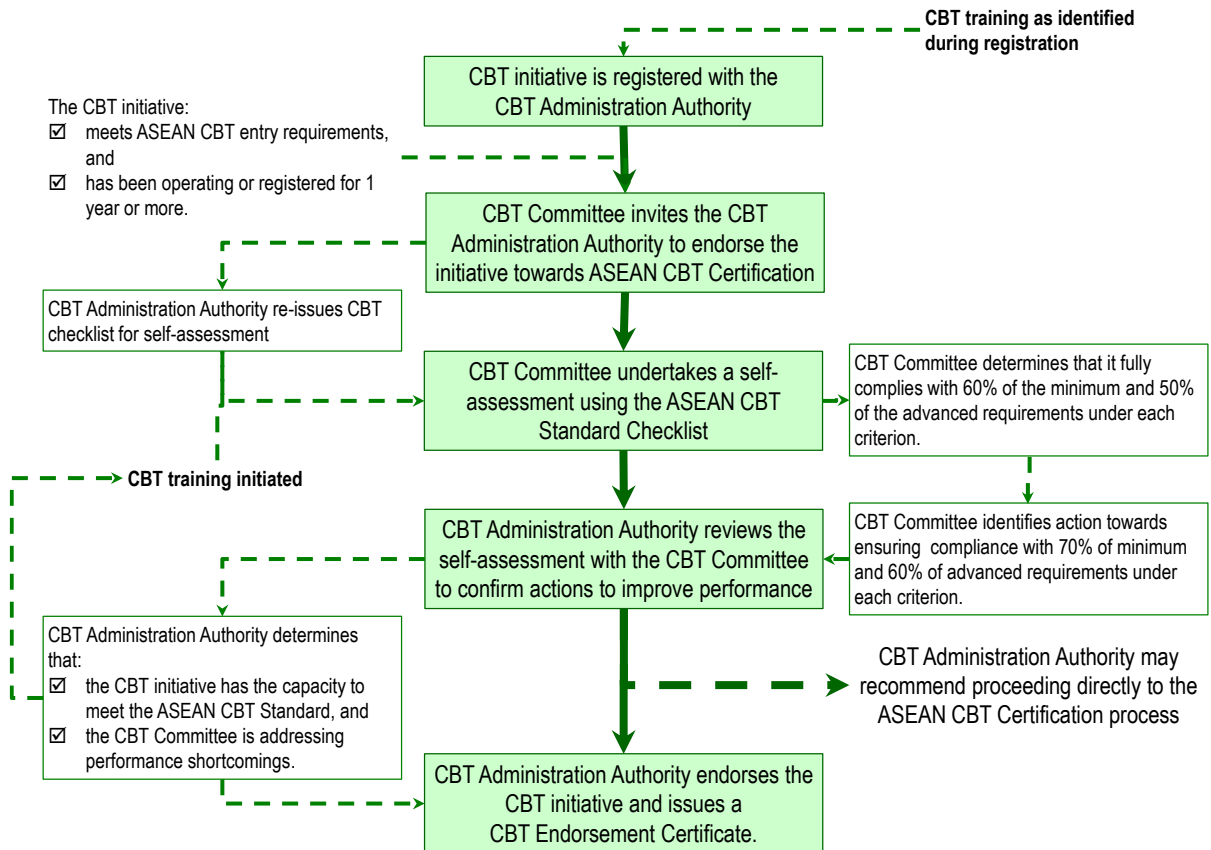 CBT training as identified
during registration
CBT initiative is registered with the
CBT Administration Authority
The CBT initiative:
☑ meets ASEAN CBT entry requirements,
and
☑ has been operating or registered for 1
year or more.
CBT Committee invites the CBT
Administration Authority to endorse the
initiative towards ASEAN CBT Certification
CBT Administration Authority re-issues CBT
checklist for self-assessment
CBT Committee undertakes a self-
assessment using the ASEAN CBT
Standard Checklist
CBT Committee determines that it fully
complies with 60% of the minimum and 50%
of the advanced requirements under each
criterion.
CBT training initiated
CBT Administration Authority reviews the
self-assessment with the CBT Committee
to confirm actions to improve performance
CBT Committee identifies action towards
ensuring compliance with 70% of minimum
and 60% of advanced requirements under
each criterion.
CBT Administration Authority determines
that:
☑ the CBT initiative has the capacity to
meet the ASEAN CBT Standard, and
☑ the CBT Committee is addressing
performance shortcomings.
CBT Administration Authority may
recommend proceeding directly to the
ASEAN CBT Certification process
CBT Administration Authority endorses the
CBT initiative and issues a
CBT Endorsement Certificate.